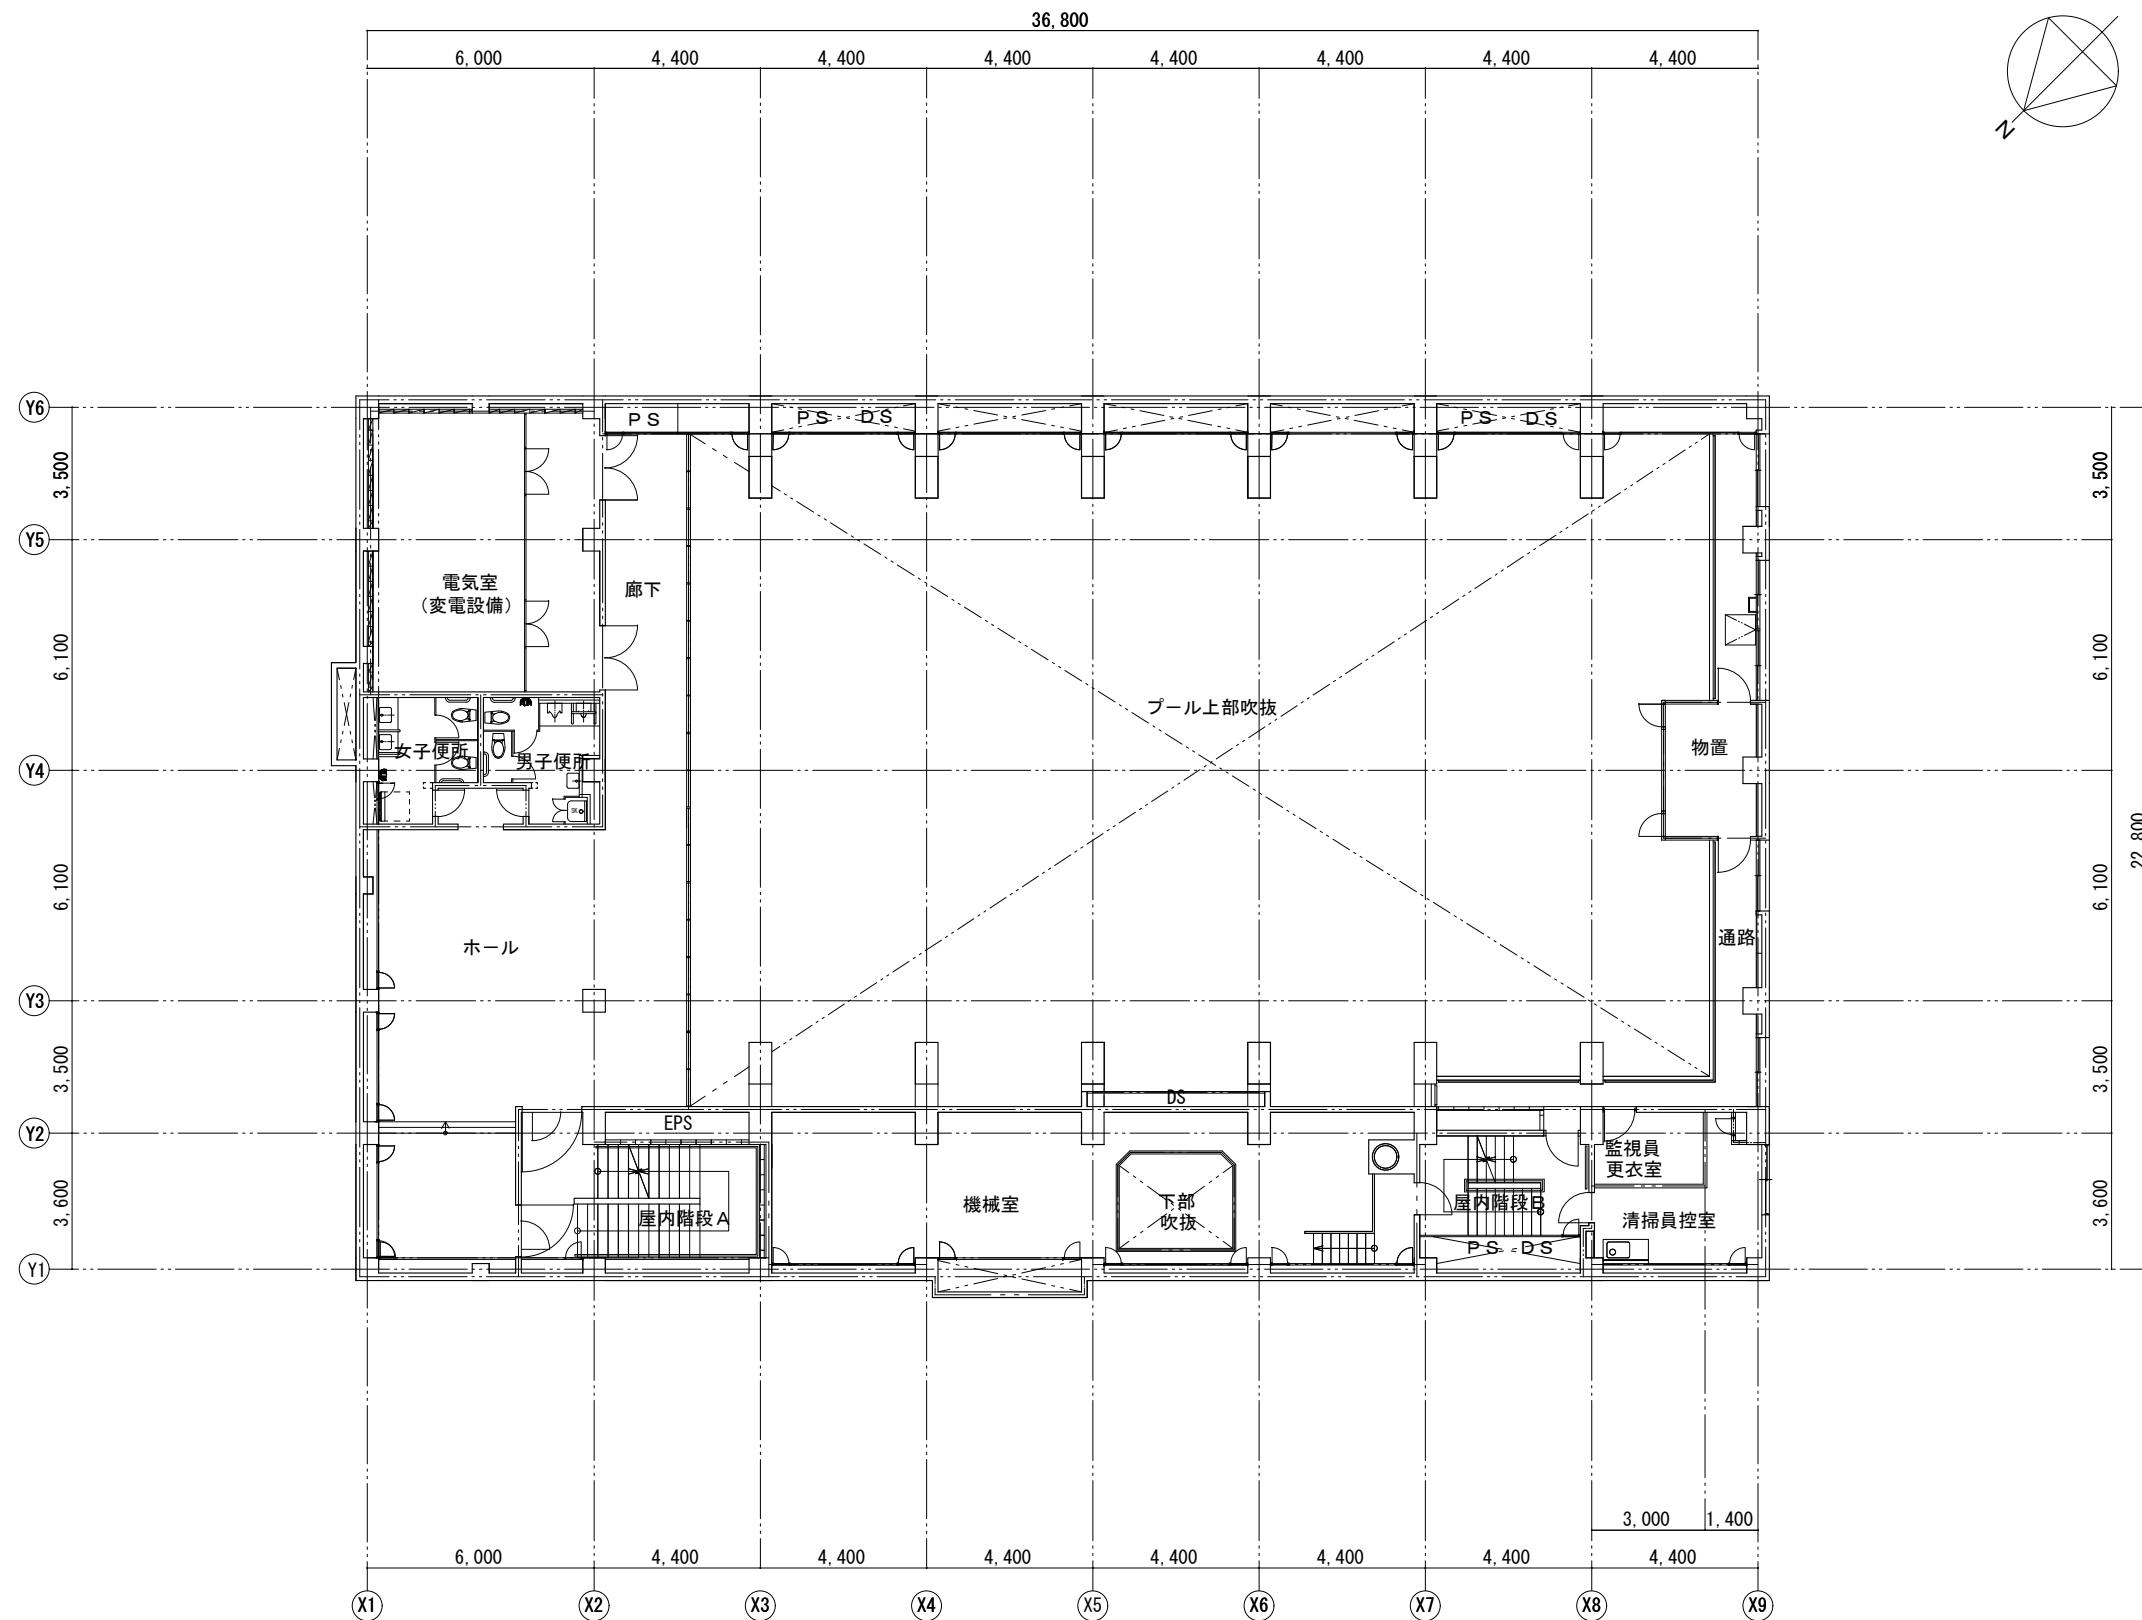 36,800
6,000 4,400 4,400 4,400 4,400 4,400 4,400 4,400
N
Y6
PS
PS DS
PS DS
3,500
3,500
Y5
電気室
(変電設備)
廊下
6,100
6,100
プール上部吹抜
女子便所
男子便所
物置
Y4
22,800
6,100
6,100
ホール
通路
Y3
3,500
3,500
DS
EPS
Y2
監視員
更衣室
3,600
機械室
下部
吹抜
屋内階段B
3,600
屋内階段A
清掃員控室
PS DS
SK
Y1
3,000 1,400
6,000 4,400 4,400 4,400 4,400 4,400 4,400 4,400
X1 X2 X3 X4 X5 X6 X7 X8 X9